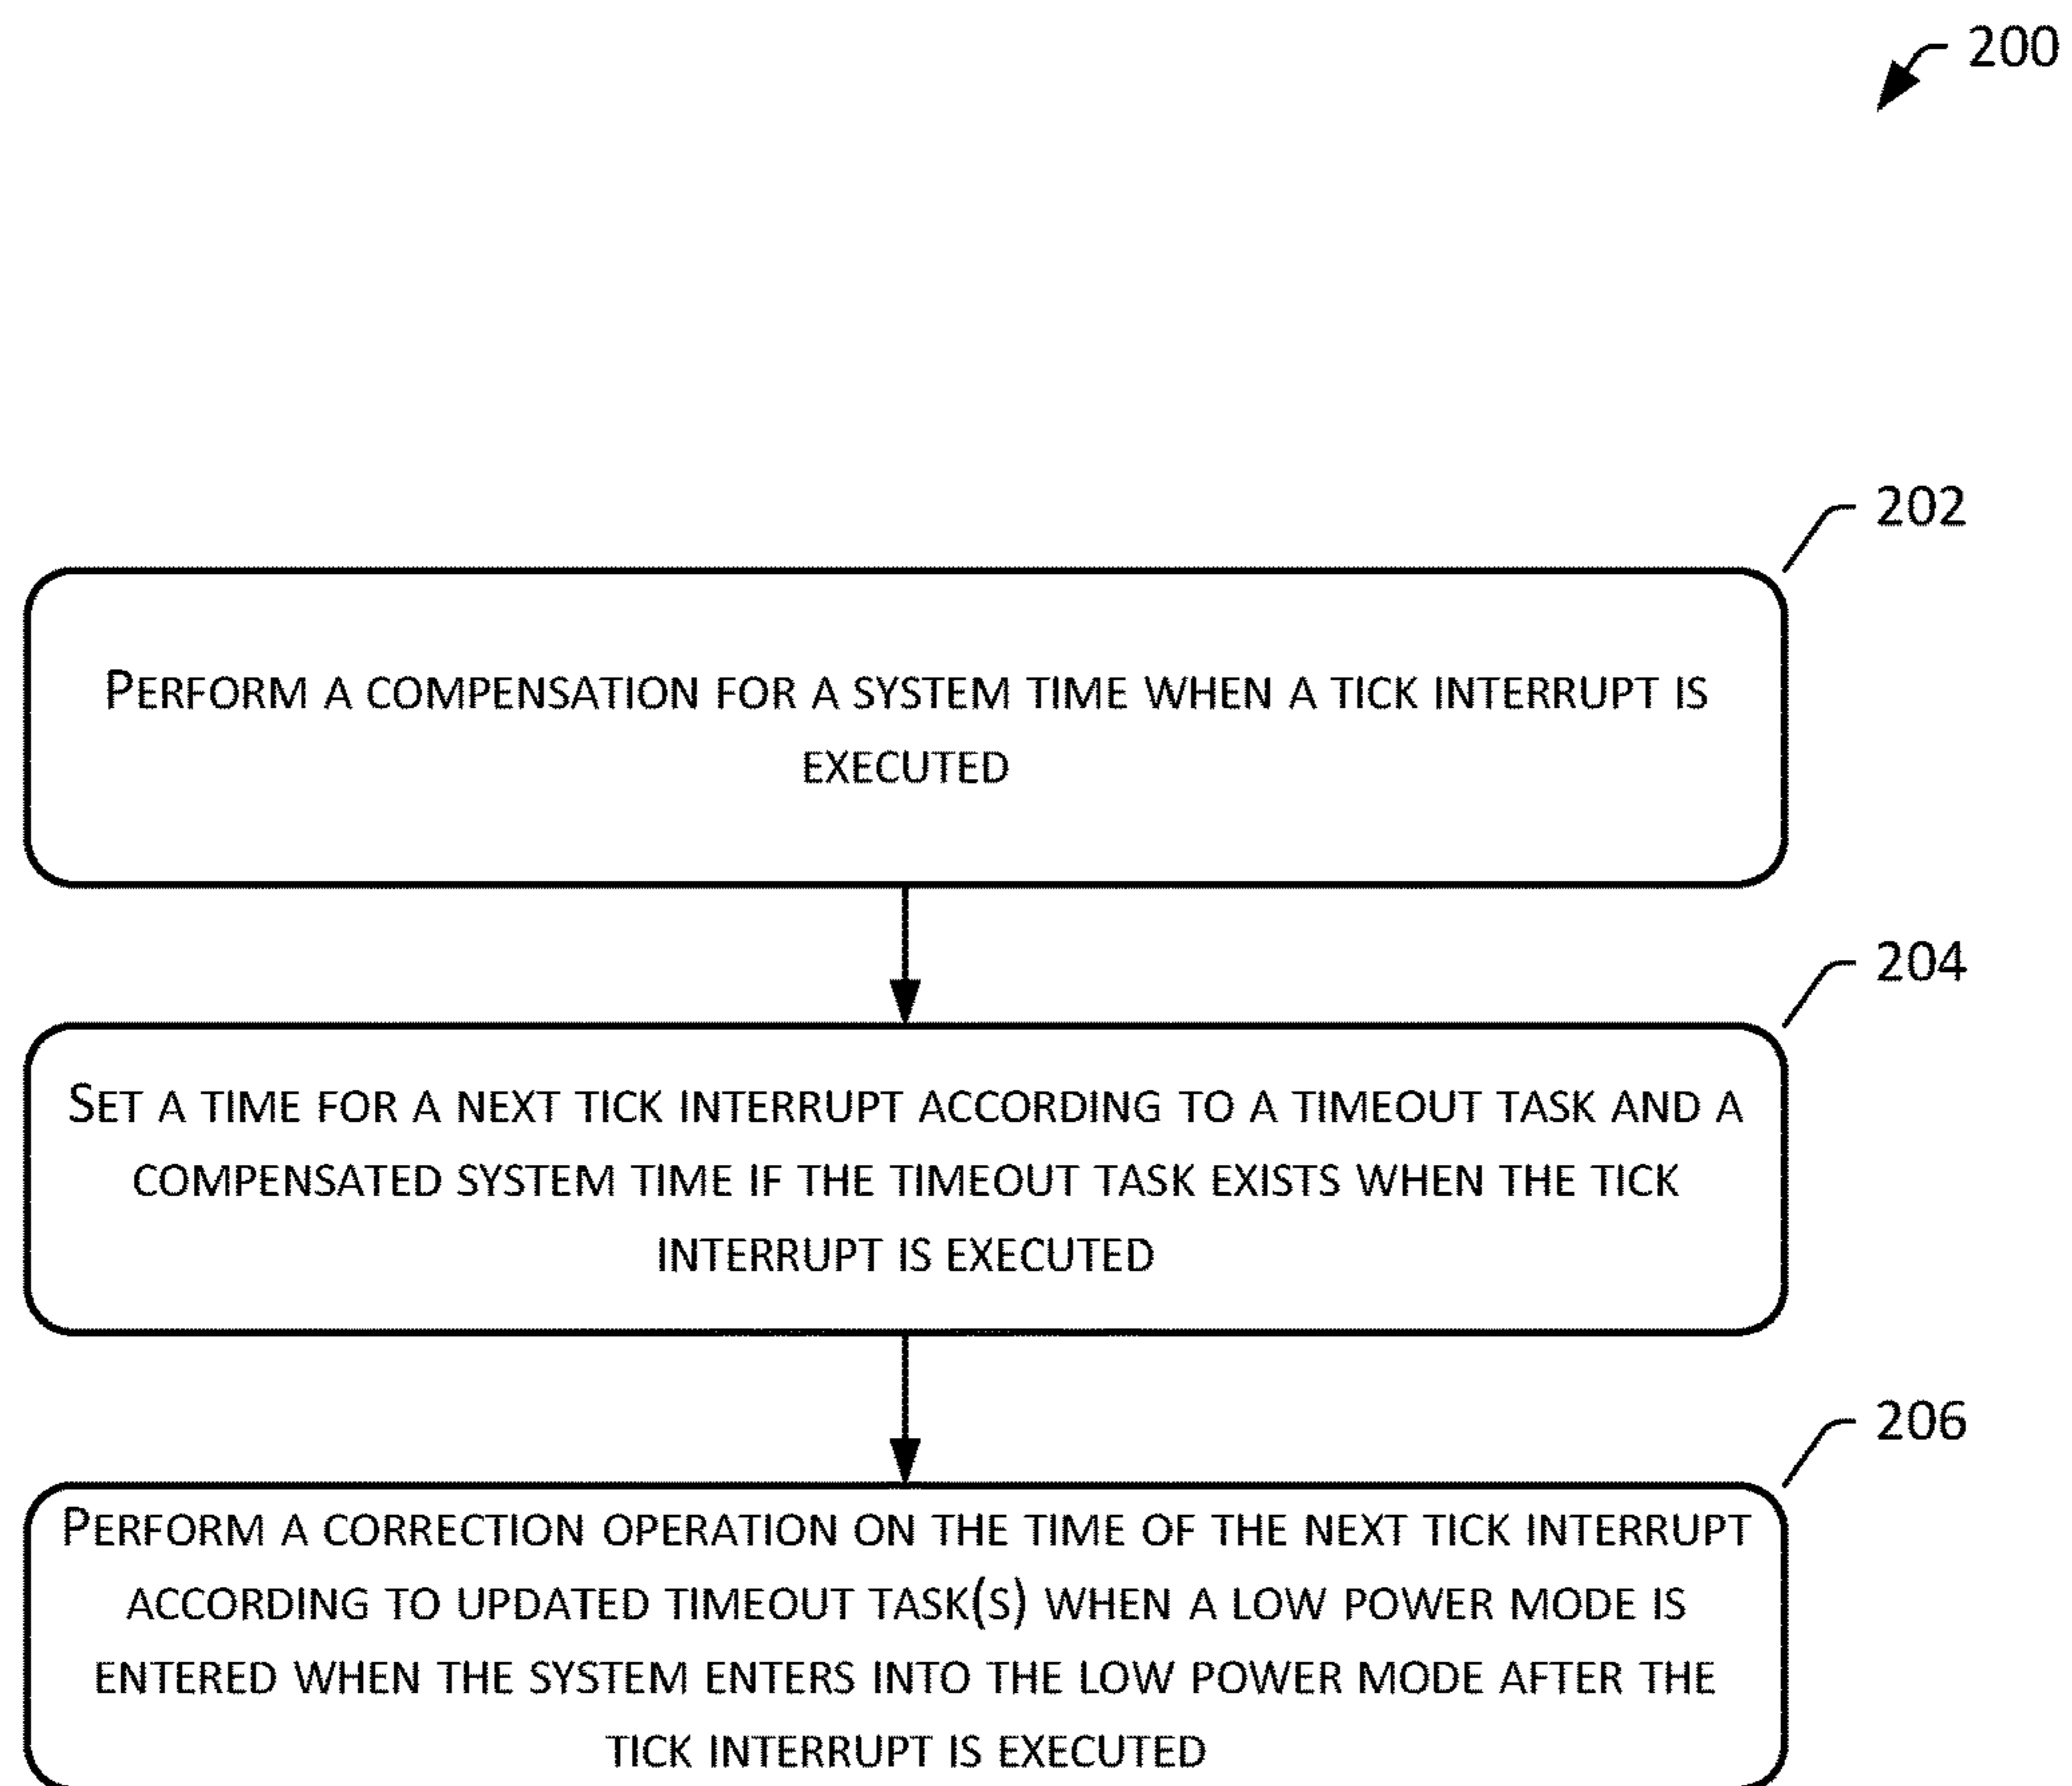 200
202
PERFORM A COMPENSATION FOR A SYSTEM TIME WHEN A TICK INTERRUPT IS
EXECUTED
204
SET A TIME FOR A NEXT TICK INTERRUPT ACCORDING TO A TIMEOUT TASK AND A
COMPENSATED SYSTEM TIME IF THE TIMEOUT TASK EXISTS WHEN THE TICK
INTERRUPT IS EXECUTED
206
PERFORM A CORRECTION OPERATION ON THE TIME OF THE NEXT TICK INTERRUPT
ACCORDING TO UPDATED TIMEOUT TASK(S) WHEN A LOW POWER MODE IS
ENTERED WHEN THE SYSTEM ENTERS INTO THE LOW POWER MODE AFTER THE
TICK INTERRUPT IS EXECUTED